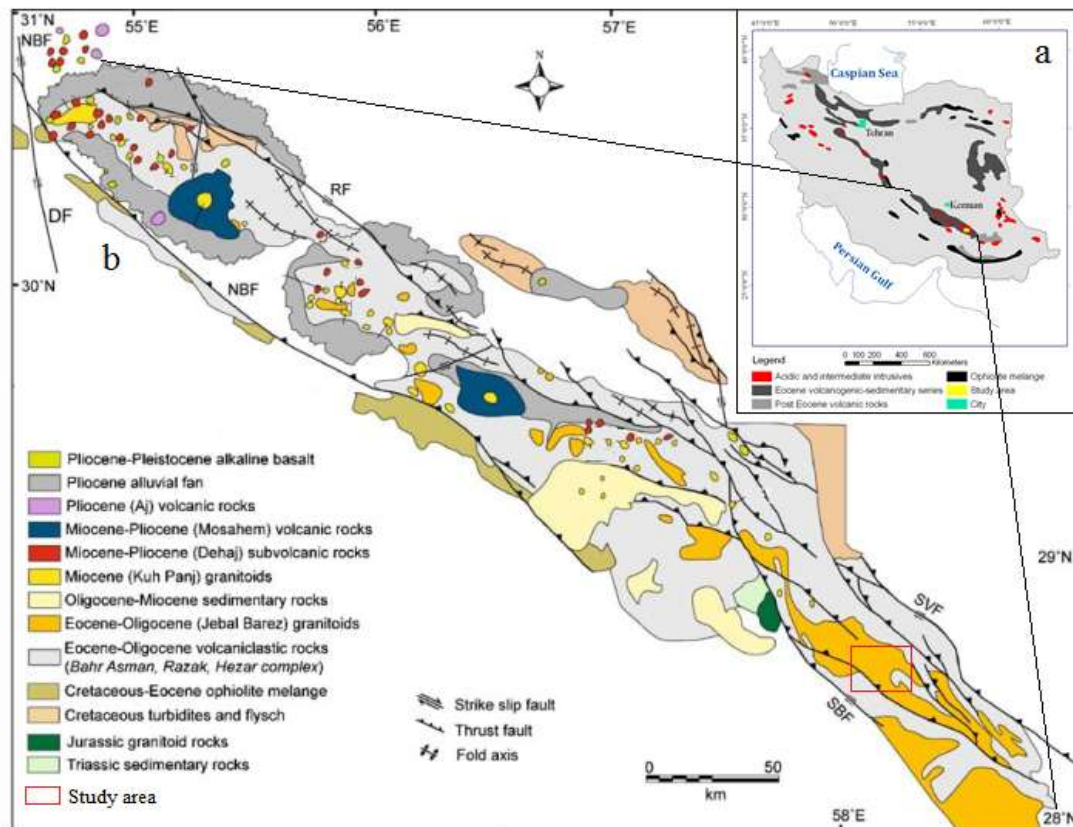 31°N
55°E
56°E
57°E
NBF
N
RF
DF
b
NBF
30°N
29°N
SVF
SBF
58°E
28°N
a
Caspian Sea
Tehran
Kerman
Persian Gulf
Legend
0 100 200 400 600
Kilometers
Acidic and intermediate intrusives
Eocene volcanogenic-sedimentary series
Post Eocene volcanic rocks
Ophiolite melange
Study area
City
Pliocene-Pleistocene alkaline basalt
Pliocene alluvial fan
Pliocene (Aj) volcanic rocks
Miocene-Pliocene (Mosahem) volcanic rocks
Miocene-Pliocene (Dehaj) subvolcanic rocks
Miocene (Kuh Panj) granitoids
Oligocene-Miocene sedimentary rocks
Eocene-Oligocene (Jebal Barez) granitoids
Eocene-Oligocene volcaniclastic rocks
(Bahr Asman, Razak, Hezar complex)
Cretaceous-Eocene ophiolite melange
Cretaceous turbidites and flysch
Jurassic granitoid rocks
Triassic sedimentary rocks
Study area
Strike slip fault
Thrust fault
Fold axis
0 50
km